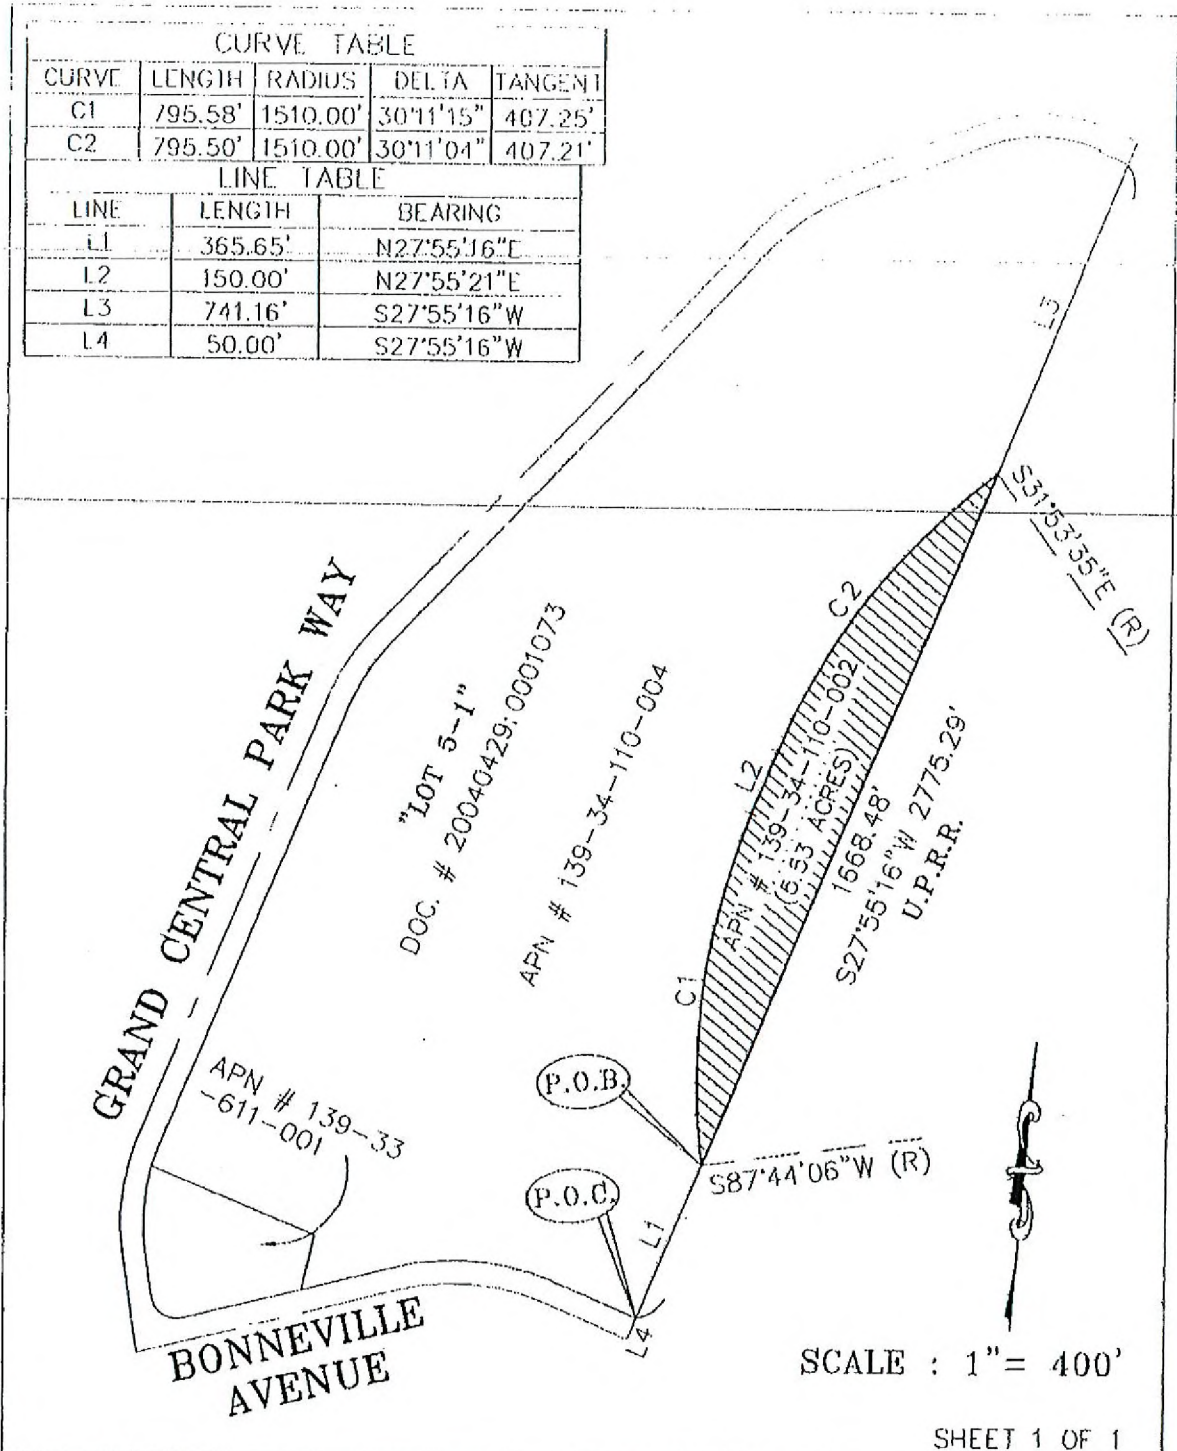 CURVE TABLE
CURVE LENGTH RADIUS DELTA TANGENT
C1 795.58' 1510.00' 30°11'15" 407.25'
C2 795.50' 1510.00' 30°11'04" 407.21'
LINE TABLE
LINE LENGTH BEARING
L1 365.65' N27°55'16"E
L2 150.00' N27°55'21"E
L3 741.16' S27°55'16"W
L4 50.00' S27°55'16"W
L3
S31°53'35"E (R)
GRAND CENTRAL PARK WAY
"LOT 5-1"
DOC. # 20040429:0001073
APN # 139-34-110-004
C2
L2
C1
APN # 139-34-110-002
(5.53 ACRES)
1668.48'
S27°55'16"W 2775.29'
U.P.R.R.
APN # 139-33
-611-001
P.O.B.
S87°44'06"W (R)
P.O.C.
L1
L4
BONNEVILLE
AVENUE
SCALE : 1"= 400'
SHEET 1 OF 1